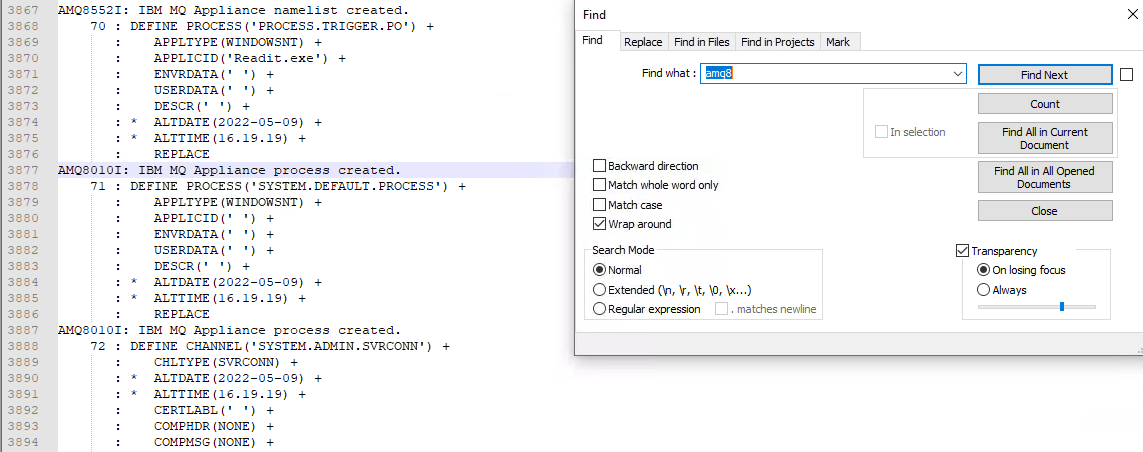 3867 AMQ8552I: IBM MQ Appliance namelist created.
3868 70 : DEFINE PROCESS('PROCESS.TRIGGER.PO') +
3869 : APPLTYPE(WINDOWSNT) +
3870 : APPLICID('Readit.exe') +
3871 : ENVRDATA(' ') +
3872 : USERDATA(' ') +
3873 : DESCR(' ') +
3874 : * ALTDATE(2022-05-09) +
3875 : * ALTTIME(16.19.19) +
3876 : REPLACE
3877 AMQ8010I: IBM MQ Appliance process created.
3878 71 : DEFINE PROCESS('SYSTEM.DEFAULT.PROCESS') +
3879 : APPLTYPE(WINDOWSNT) +
3880 : APPLICID(' ') +
3881 : ENVRDATA(' ') +
3882 : USERDATA(' ') +
3883 : DESCR(' ') +
3884 : * ALTDATE(2022-05-09) +
3885 : * ALTTIME(16.19.19) +
3886 : REPLACE
3887 AMQ8010I: IBM MQ Appliance process created.
3888 72 : DEFINE CHANNEL('SYSTEM.ADMIN.SVRCONN') +
3889 : CHLTYPE(SVRCONN) +
3890 : * ALTDATE(2022-05-09) +
3891 : * ALTTIME(16.19.19) +
3892 : CERTLABL(' ') +
3893 : COMPHDR(NONE) +
3894 : COMPMSG(NONE) +
Find
Find Replace Find in Files Find in Projects Mark
Find what : amq8
Find Next
Count
In selection
Find All in Current
Document
Find All in All Opened
Documents
Close
Backward direction
Match whole word only
Match case
Wrap around
Search Mode
Normal
Extended (\n, \r, \t, \0, \x...)
Regular expression . matches newline
Transparency
On losing focus
Always